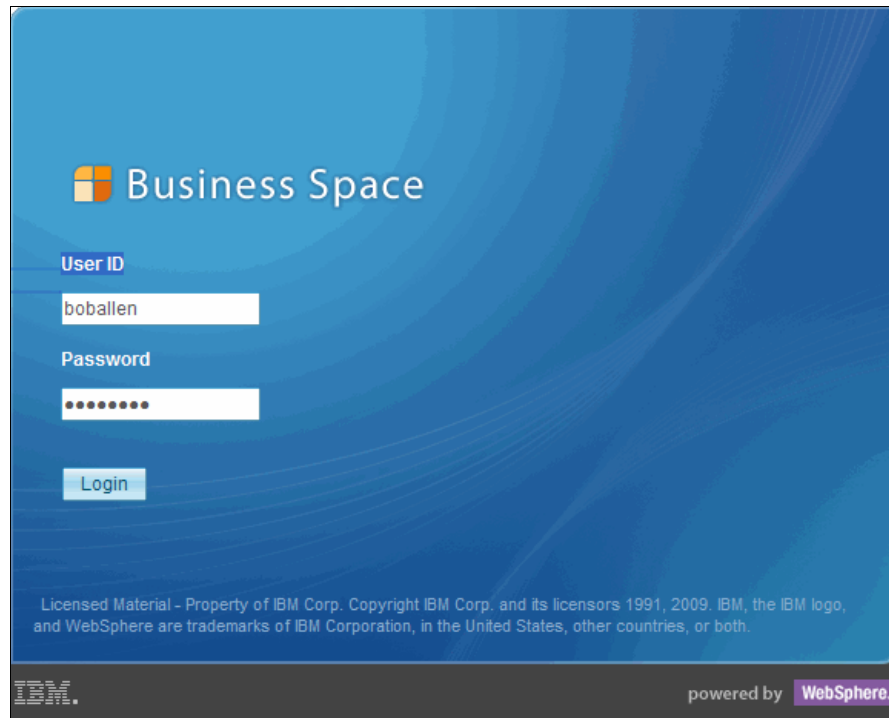 Business Space
User ID
boballen
Password
••••••••
Login
Licensed Material - Property of IBM Corp. Copyright IBM Corp. and its licensors 1991, 2009. IBM, the IBM logo,
and WebSphere are trademarks of IBM Corporation, in the United States, other countries, or both.
IBM.
powered by WebSphere.